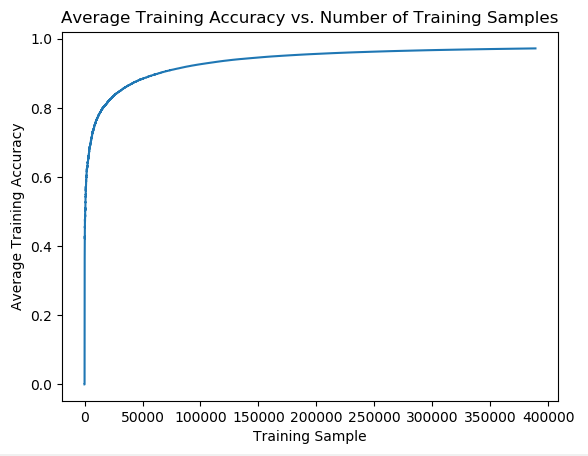 Average Training Accuracy vs. Number of Training Samples
1.0
0.8
0.6
0.4
0.2
0.0
Average Training Accuracy
0 50000 100000 150000 200000 250000 300000 350000 400000
Training Sample